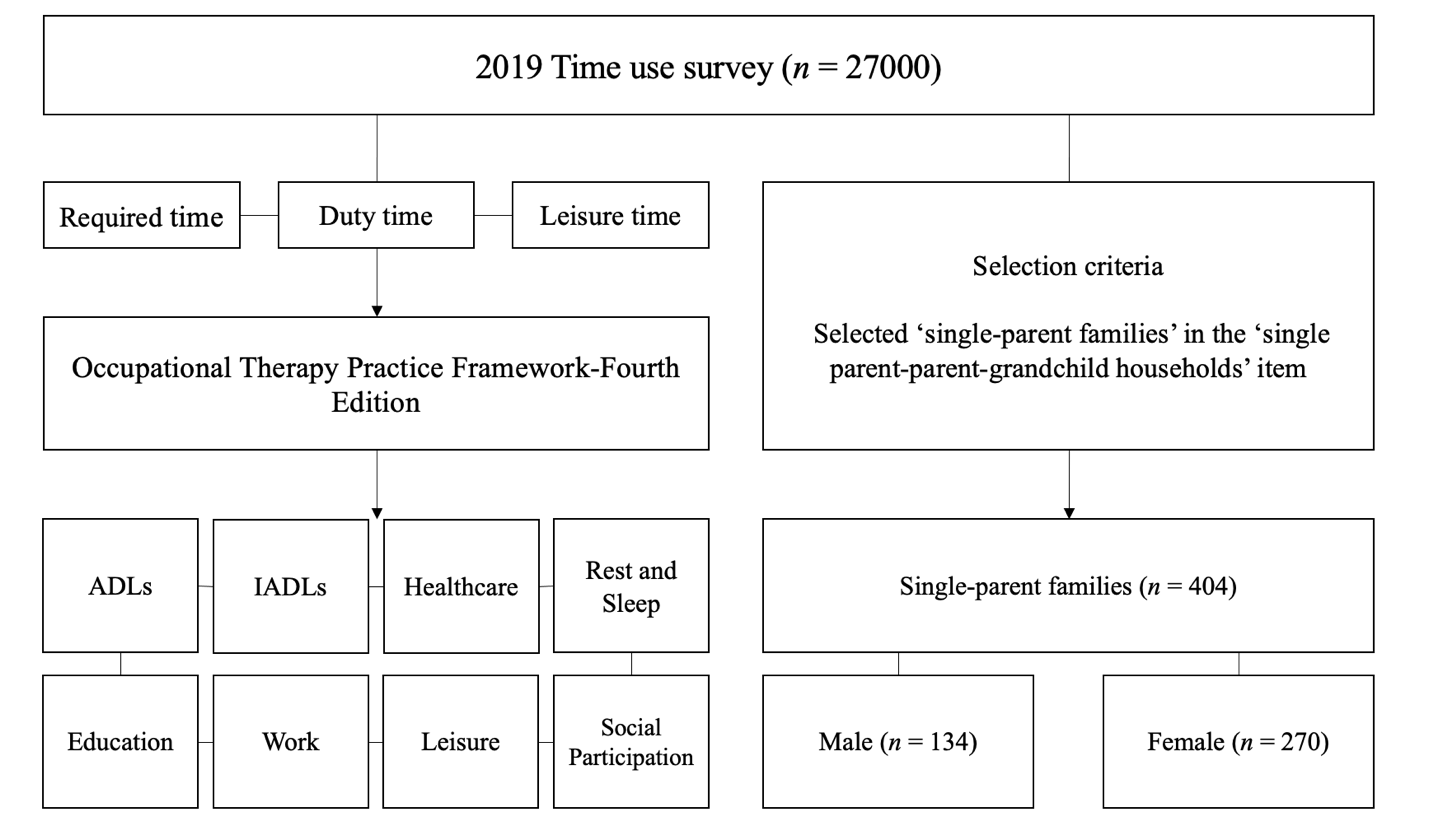 2019 Time use survey (n = 27000)
Required time
Duty time
Leisure time
Occupational Therapy Practice Framework-Fourth
Edition
ADLs
IADLs
Healthcare
Rest and
Sleep
Education
Work
Leisure
Social
Participation
Selection criteria
Selected ‘single-parent families’ in the ‘single
parent-parent-grandchild households’ item
Single-parent families (n = 404)
Male (n = 134)
Female (n = 270)